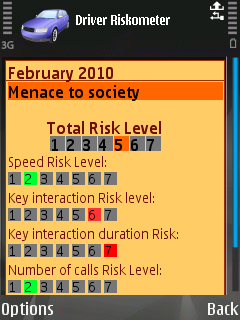 Driver Riskometer
3G
February 2010
Menace to society
Total Risk Level
1 2 3 4 5 6 7
Speed Risk Level:
1 2 3 4 5 6 7
Key interaction Risk level:
1 2 3 4 5 6 7
Key interaction duration Risk:
1 2 3 4 5 6 7
Number of calls Risk Level:
1 2 3 4 5 6 7
Options Back